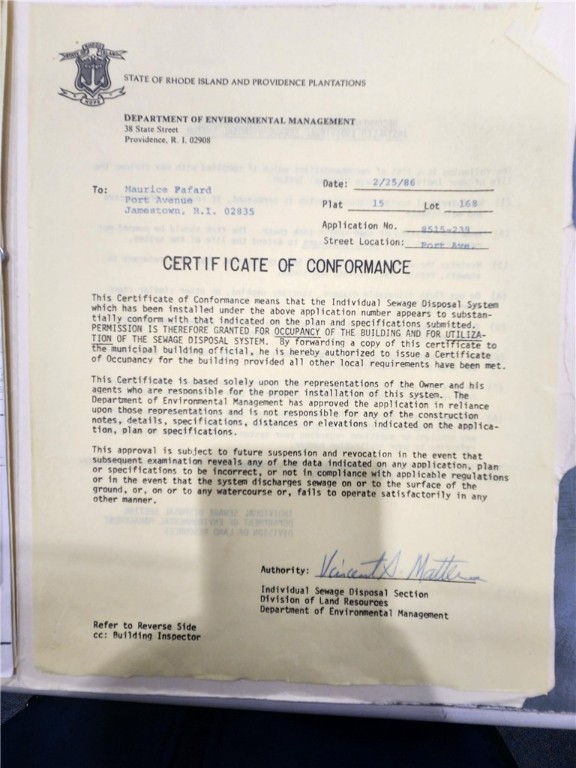 HOPE
STATE OF RHODE ISLAND AND PROVIDENCE PLANTATIONS
DEPARTMENT OF ENVIRONMENTAL MANAGEMENT
38 State Street
Providence, R. I. 02908
To: Maurice Fafard
Port Avenue
Jamestown, R.I. 02835
Date: 2/25/86
Plat 15 Lot 168
Application No. 8515-239
Street Location: Port Ave.
CERTIFICATE OF CONFORMANCE
This Certificate of Conformance means that the Individual Sewage Disposal System
which has been installed under the above application number appears to substan-
tially conform with that indicated on the plan and specifications submitted.
PERMISSION IS THEREFORE GRANTED FOR OCCUPANCY OF THE BUILDING AND FOR UTILIZA-
TION OF THE SEWAGE DISPOSAL SYSTEM. By forwarding a copy of this certificate to
the municipal building official, he is hereby authorized to issue a Certificate
of Occupancy for the building provided all other local requirements have been met.
This Certificate is based solely upon the representations of the Owner and his
agents who are responsible for the proper installation of this system. The
Department of Environmental Management has approved the application in reliance
upon those representations and is not responsible for any of the construction
notes, details, specifications, distances or elevations indicated on the applica-
tion, plan or specifications.
This approval is subject to future suspension and revocation in the event that
subsequent examination reveals any of the data indicated on any application, plan
or specifications to be incorrect, or not in compliance with applicable regulations
or in the event that the system discharges sewage on or to the surface of the
ground, or, on or to any watercourse or, fails to operate satisfactorily in any
other manner.
Authority: Vincent A. Mattera
Individual Sewage Disposal Section
Division of Land Resources
Department of Environmental Management
Refer to Reverse Side
cc: Building Inspector